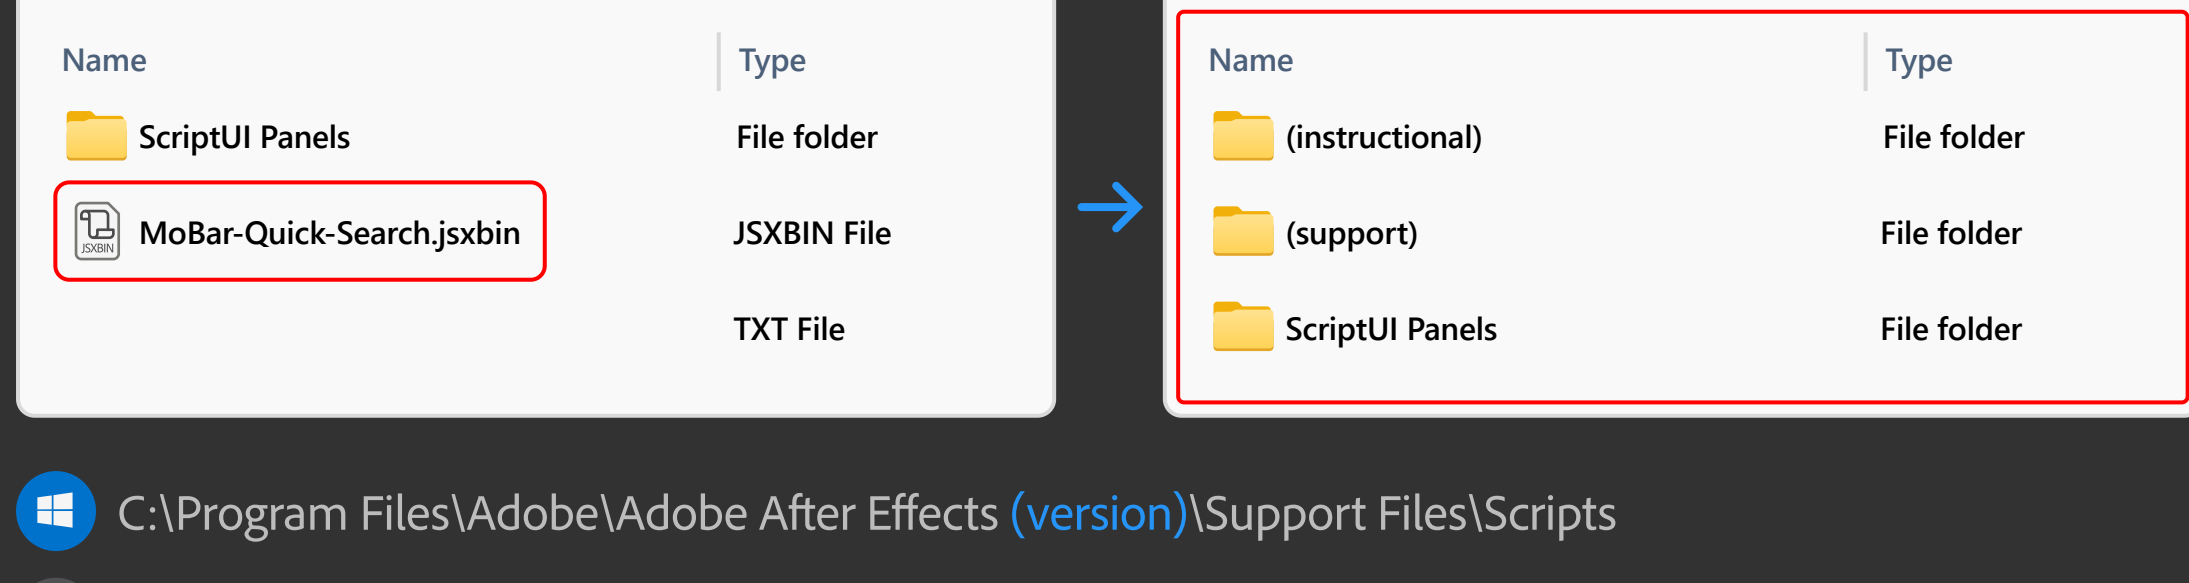 Name Type
ScriptUI Panels File folder
JSXBIN MoBar-Quick-Search.jsxbin JSXBIN File
TXT File
Name Type
(instructional) File folder
(support) File folder
ScriptUI Panels File folder
C:\Program Files\Adobe\Adobe After Effects (version)\Support Files\Scripts